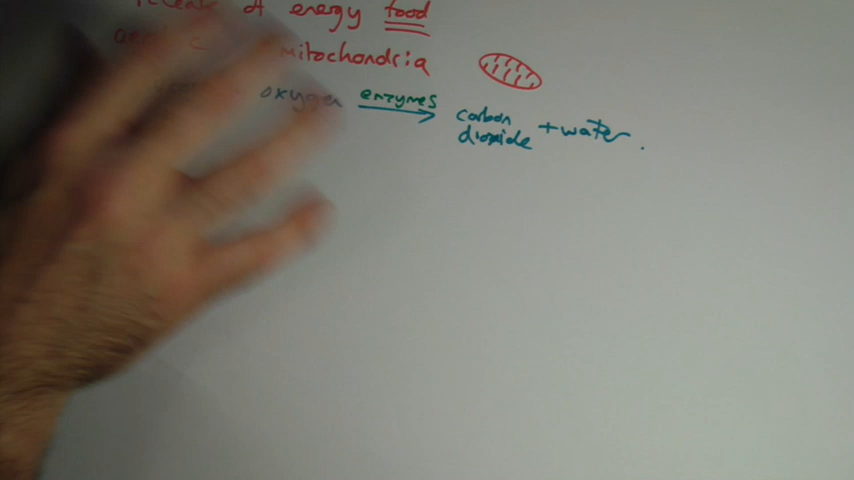 release of energy food
mitochondria
oxygen enzymes carbon dioxide + water.